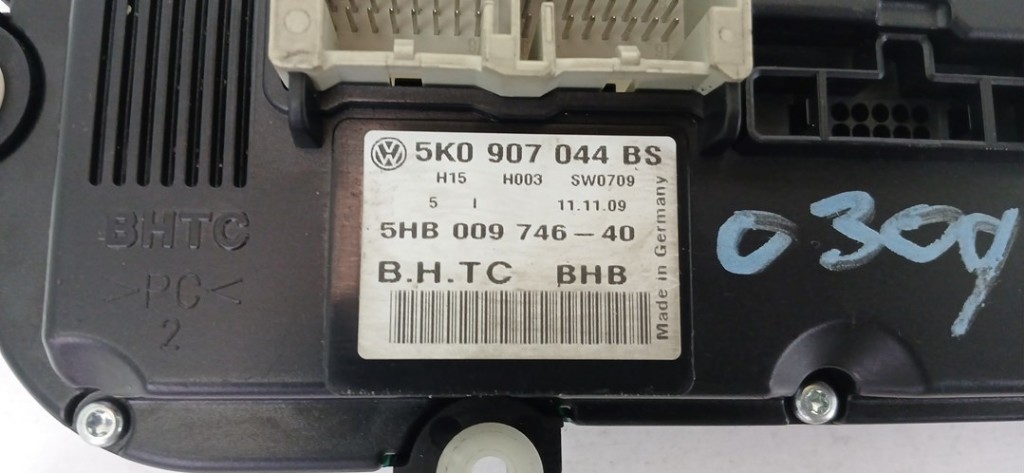 5K0 907 044 BS
H15 H003 SW0709
5 I 11.11.09
5HB 009 746-40
B.H.TC BHB
Made in Germany
BHTC
>PC<
2
0309